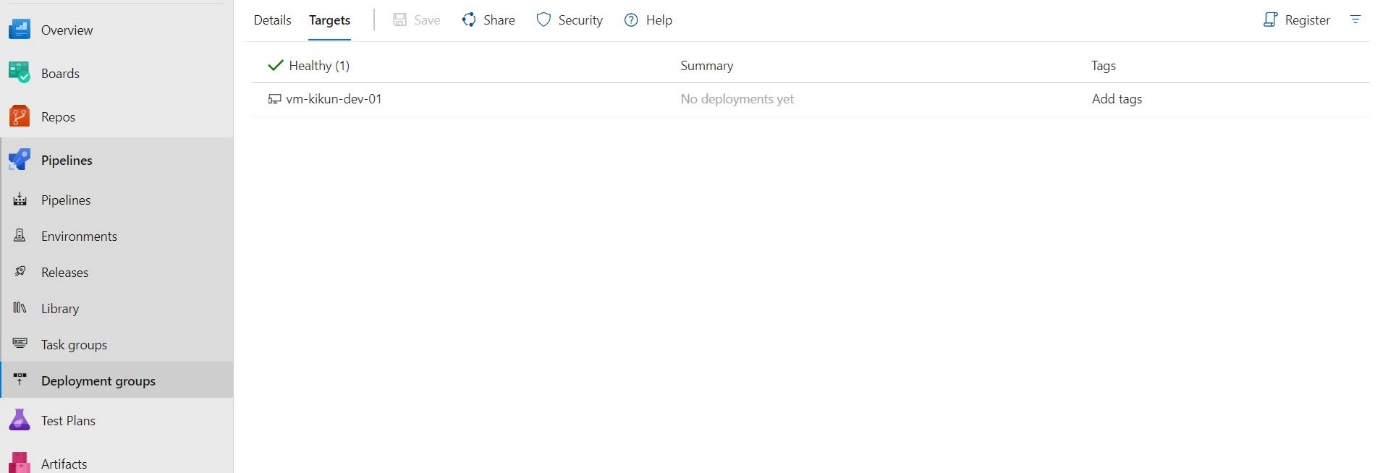 Overview
Boards
Repos
Pipelines
Pipelines
Environments
Releases
Library
Task groups
Deployment groups
Test Plans
Artifacts
Details Targets Save Share Security Help Register
Healthy (1) Summary Tags
vm-kikun-dev-01 No deployments yet Add tags